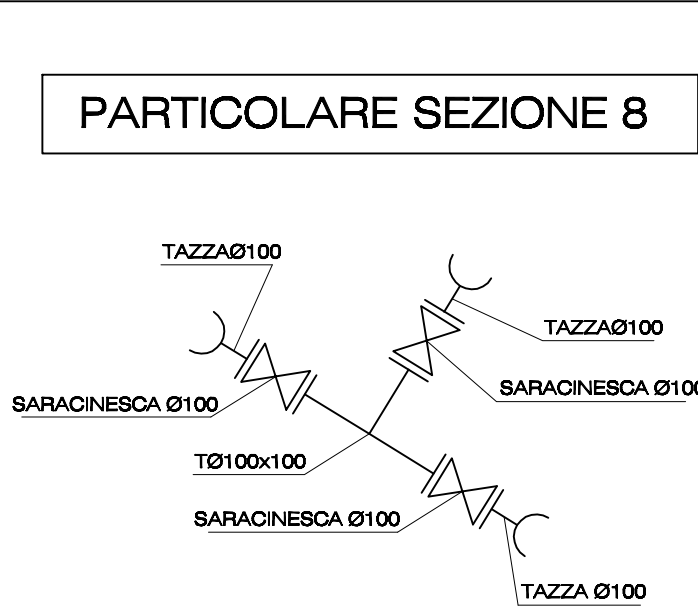 PARTICOLARE SEZIONE 8
TAZZAØ100
TAZZAØ100
SARACINESCA Ø100
SARACINESCA Ø100
TØ100x100
SARACINESCA Ø100
TAZZA Ø100